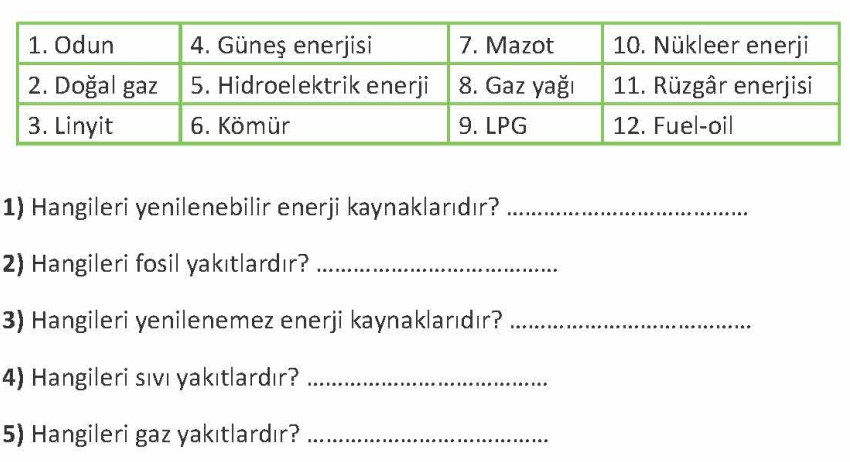 1. Odun 4. Güneş enerjisi 7. Mazot 10. Nükleer enerji
2. Doğal gaz 5. Hidroelektrik enerji 8. Gaz yağı 11. Rüzgâr enerjisi
3. Linyit 6. Kömür 9. LPG 12. Fuel-oil
1) Hangileri yenilenebilir enerji kaynaklarıdır? ........................................
2) Hangileri fosil yakıtlardır? ........................................
3) Hangileri yenilenemez enerji kaynaklarıdır? ........................................
4) Hangileri sıvı yakıtlardır? ........................................
5) Hangileri gaz yakıtlardır? ........................................